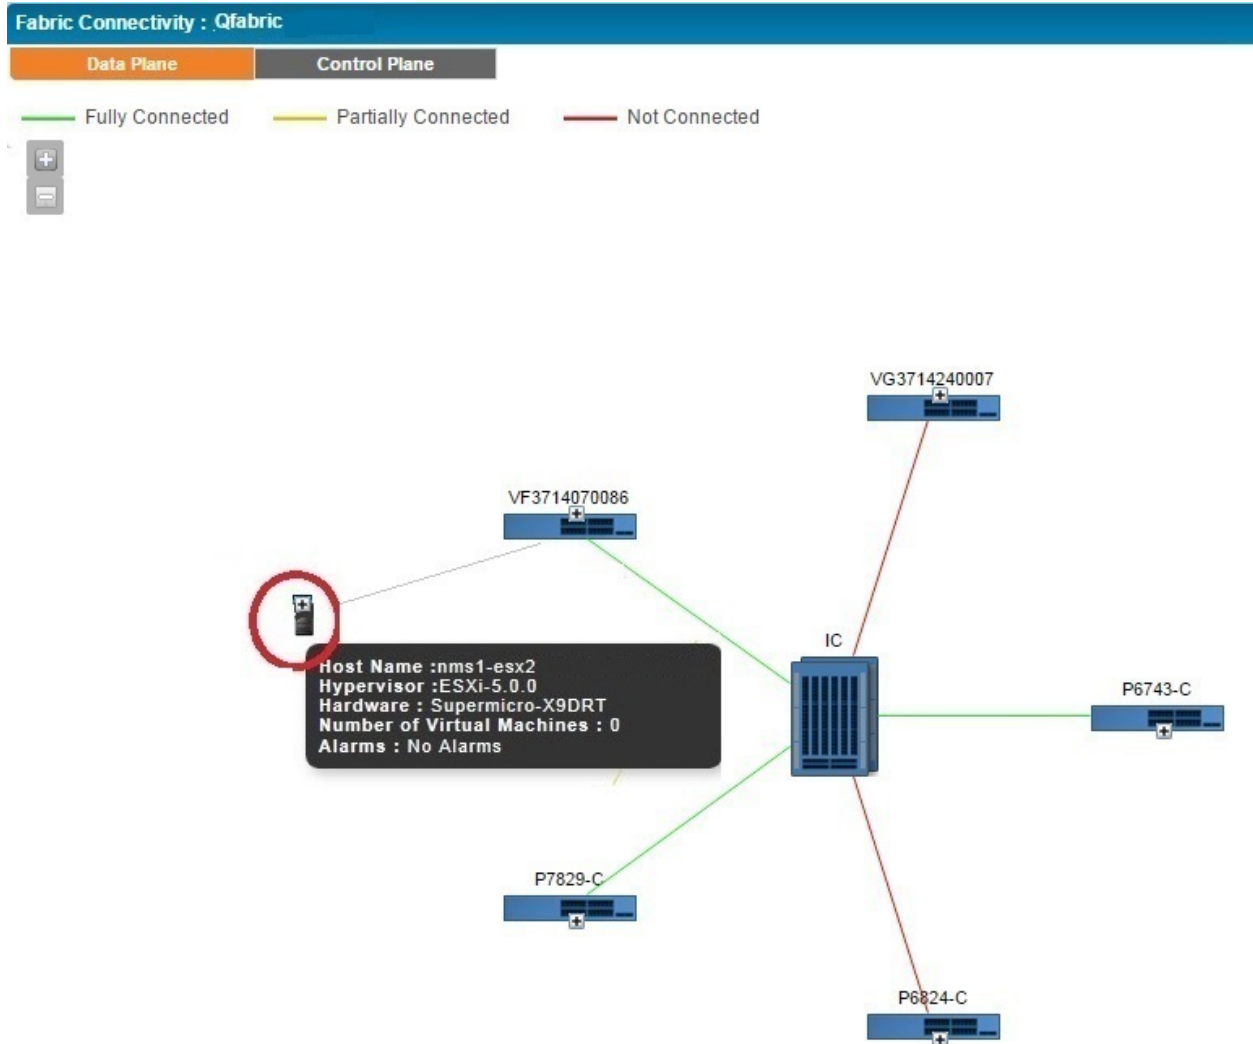 Fabric Connectivity : Qfabric
Data Plane
Control Plane
Fully Connected
Partially Connected
Not Connected
VG3714240007
VF3714070086
IC
Host Name :nms1-esx2
Hypervisor :ESXi-5.0.0
Hardware : Supermicro-X9DRT
Number of Virtual Machines : 0
Alarms : No Alarms
P6743-C
P7829-C
P6824-C